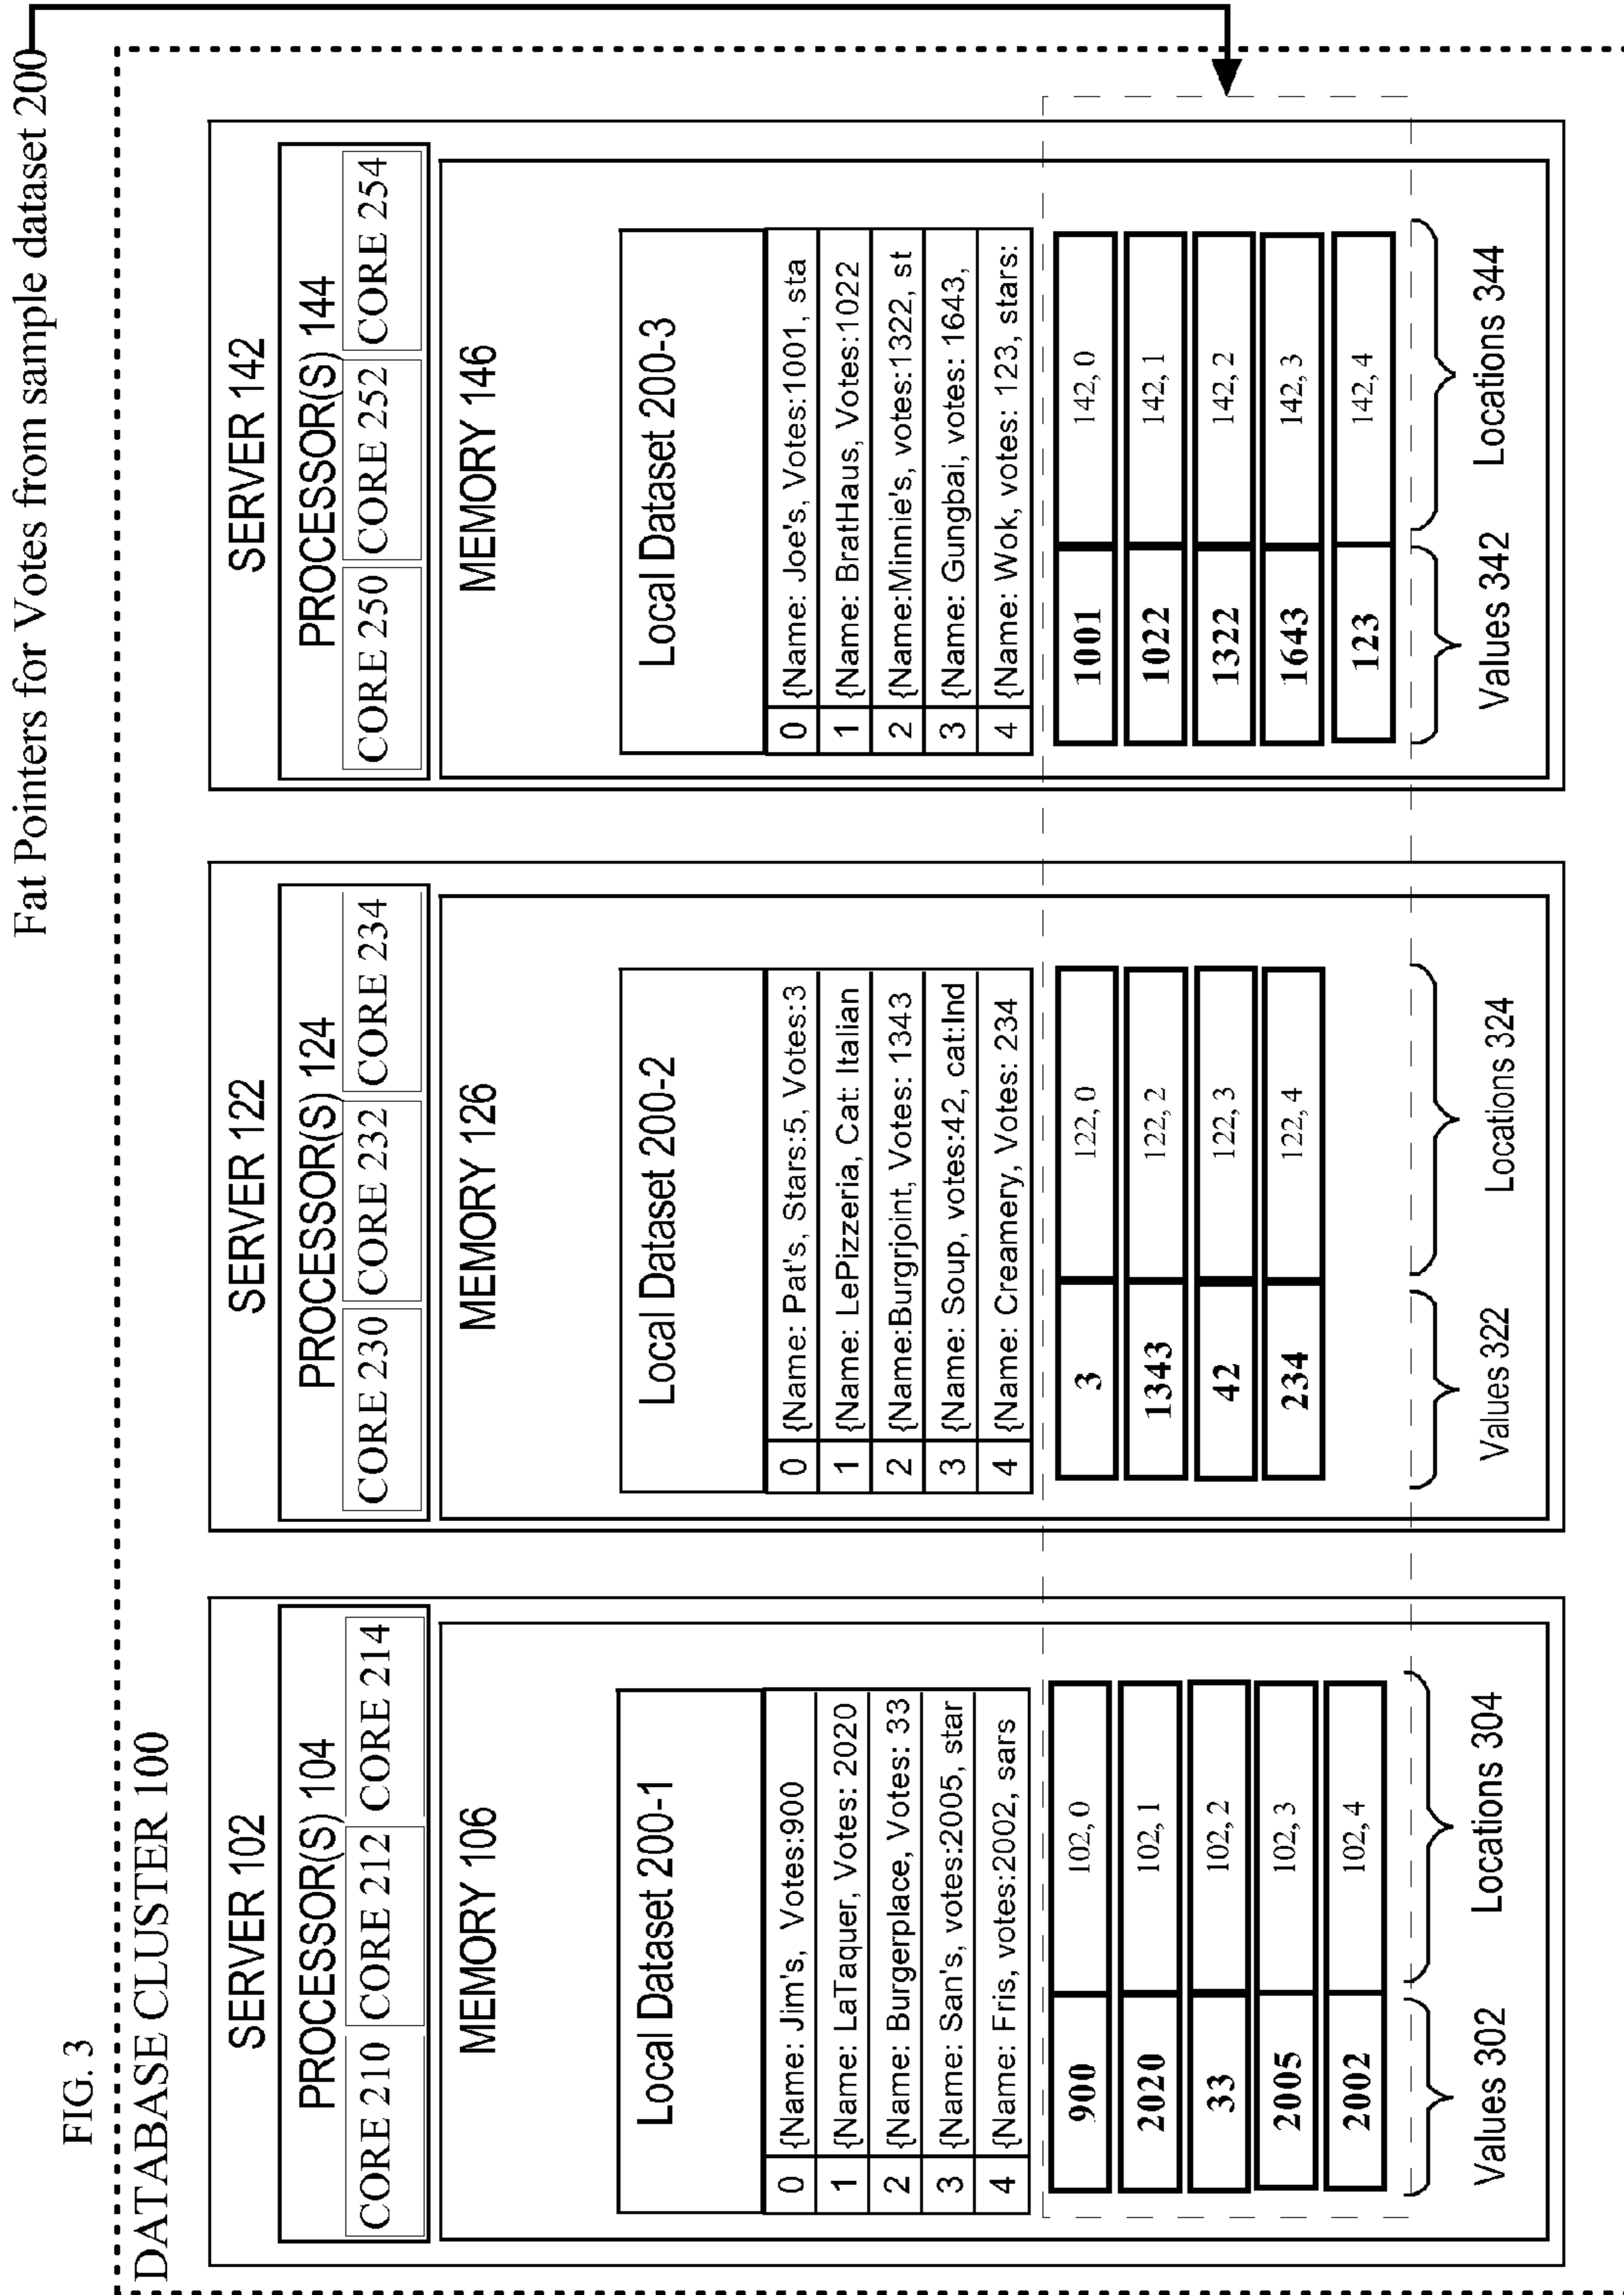 FIG. 3
Fat Pointers for Votes from sample dataset 200
DATABASE CLUSTER 100
SERVER 102
PROCESSOR(S) 104
CORE 210 CORE 212 CORE 214
MEMORY 106
Local Dataset 200-1
0 {Name: Jim's, Votes:900
1 {Name: LaTaquer, Votes: 2020
2 {Name: Burgerplace, Votes: 33
3 {Name: San's, votes:2005, star
4 {Name: Fris, votes:2002, sars
900 102, 0
2020 102, 1
33 102, 2
2005 102, 3
2002 102, 4
Values 302 Locations 304
SERVER 122
PROCESSOR(S) 124
CORE 230 CORE 232 CORE 234
MEMORY 126
Local Dataset 200-2
0 {Name: Pat's, Stars:5, Votes:3
1 {Name: LePizzeria, Cat: Italian
2 {Name:Burgrjoint, Votes: 1343
3 {Name: Soup, votes:42, cat:Ind
4 {Name: Creamery, Votes: 234
3 122, 0
1343 122, 2
42 122, 3
234 122, 4
Values 322 Locations 324
SERVER 142
PROCESSOR(S) 144
CORE 250 CORE 252 CORE 254
MEMORY 146
Local Dataset 200-3
0 {Name: Joe's, Votes:1001, sta
1 {Name: BratHaus, Votes:1022
2 {Name:Minnie's, votes:1322, st
3 {Name: Gungbai, votes: 1643,
4 {Name: Wok, votes: 123, stars:
1001 142, 0
1022 142, 1
1322 142, 2
1643 142, 3
123 142, 4
Values 342 Locations 344